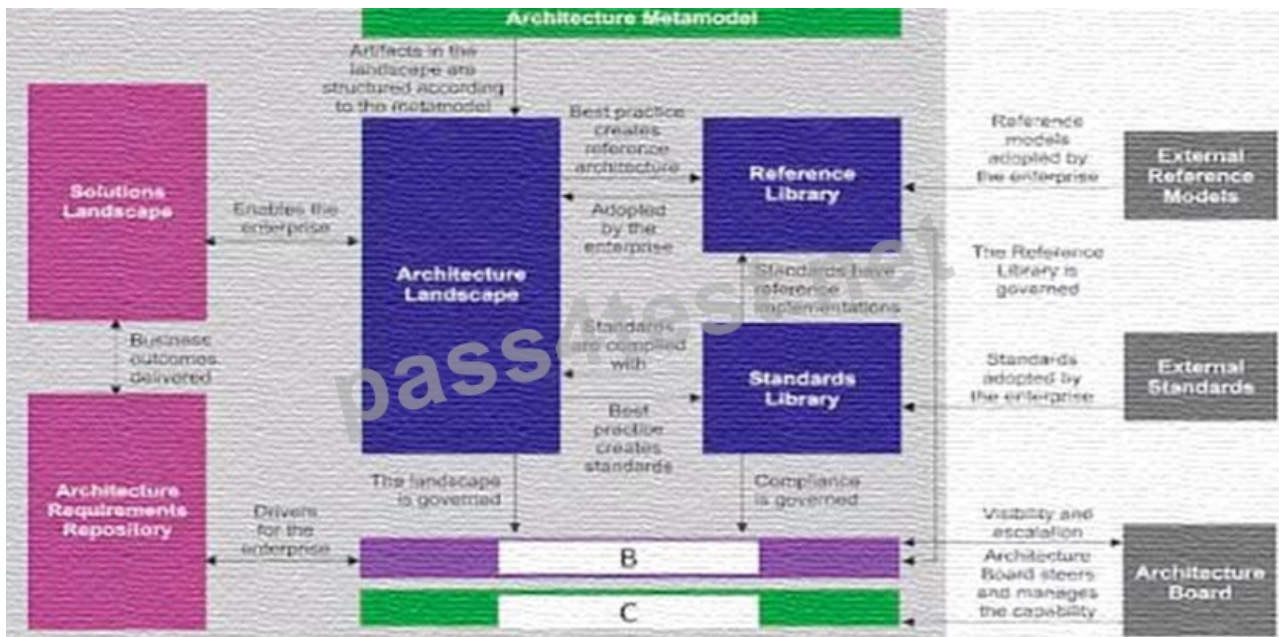 Architecture Metamodel
Artifacts in the
landscape are
structured according
to the metamodel
Best practice
creates
reference
architecture
Reference
models
adopted by
the enterprise
External
Reference
Models
Solutions
Landscape
Reference
Library
Enables the
enterprise
Adopted
by the
enterprise
Architecture
Landscape
The Reference
Library is
governed
Standards have
reference
implementations
Business
outcomes
delivered
Standards
are complied
with
Standards
Library
Standards
adopted by
the enterprise
External
Standards
Best
practice
creates
standards
The landscape
is governed
Compliance
is governed
Architecture
Requirements
Repository
Drivers
for the
enterprise
Visibility and
escalation
B
Architecture
Board steers
and manages
the capability
Architecture
Board
C
pass4test.net